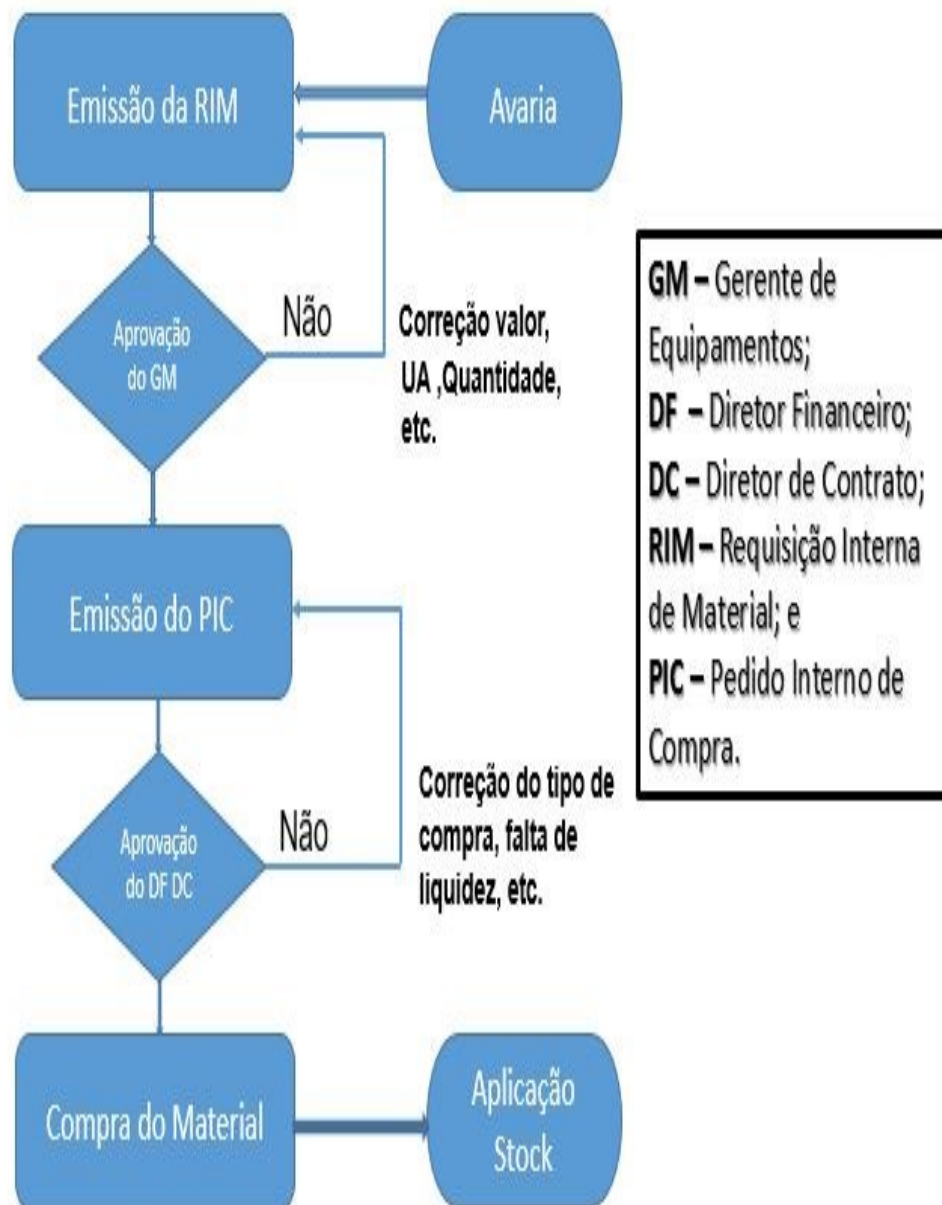 Emissão da RIM
Avaria
Aprovação
do GM
Não
Correção valor,
UA ,Quantidade,
etc.
Emissão do PIC
Aprovação
do DF DC
Não
Correção do tipo de
compra, falta de
liquidez, etc.
Compra do Material
Aplicação
Stock
GM – Gerente de
Equipamentos;
DF – Diretor Financeiro;
DC – Diretor de Contrato;
RIM – Requisição Interna
de Material; e
PIC – Pedido Interno de
Compra.